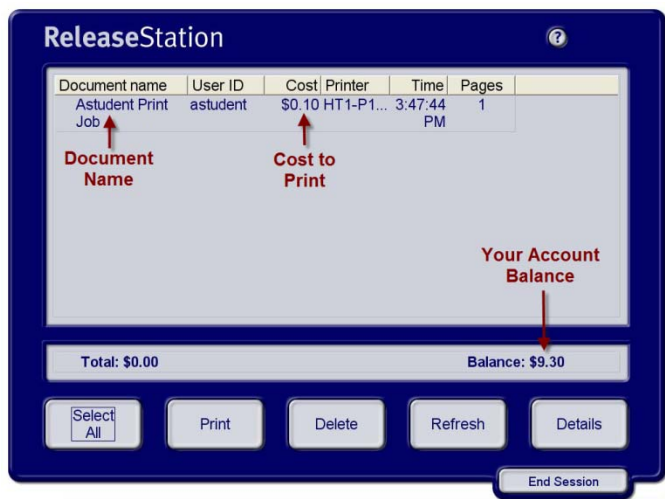 ReleaseStation ?
Document name User ID Cost Printer Time Pages
Astudent Print astudent $0.10 HT1-P1... 3:47:44 1
Job PM
Document Cost to
Name Print
Your Account
Balance
Total: $0.00 Balance: $9.30
Select Print Delete Refresh Details
All
End Session